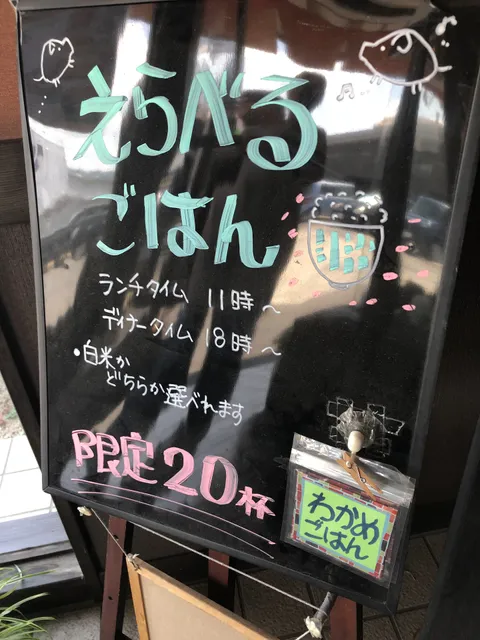 えらべる
ごはん
ランチタイム 11時～
ディナータイム 18時～
・白米か
どちらか選べれます
限定20杯
わかめ
ごはん